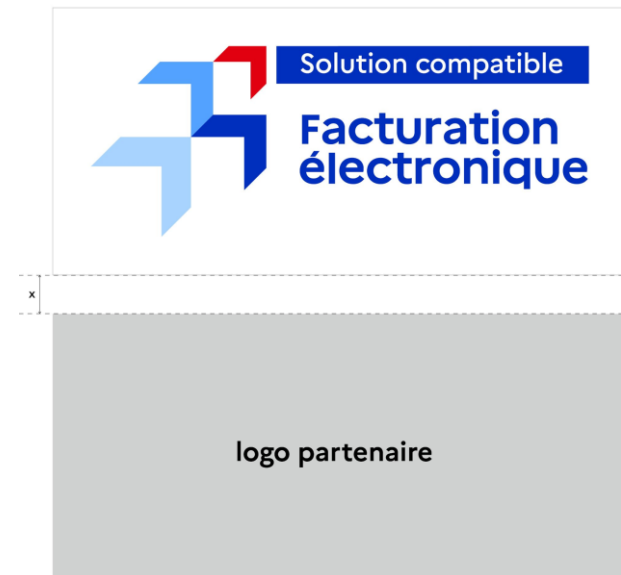 Solution compatible
Facturation
électronique
x
logo partenaire